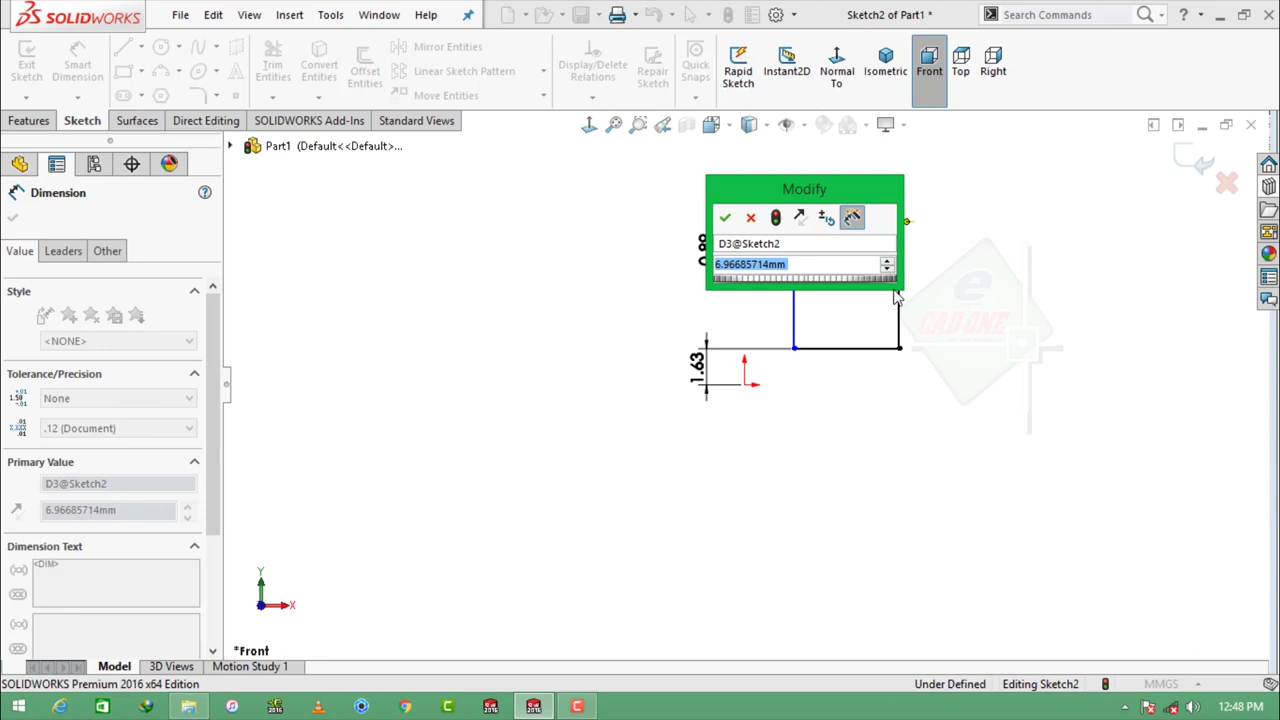 SOLIDWORKS File Edit View Insert Tools Window Help Sketch2 of Part1 * Search Commands ?
Exit Sketch Smart Dimension Trim Entities Convert Entities Offset Entities Mirror Entities Linear Sketch Pattern Move Entities Display/Delete Relations Repair Sketch Quick Snaps Rapid Sketch Instant2D Normal To Isometric Front Top Right
Features Sketch Surfaces Direct Editing SOLIDWORKS Add-Ins Standard Views
Part1 (Default<<Default>...
Dimension
Value Leaders Other
Style
<NONE>
Tolerance/Precision
None
.12 (Document)
Primary Value
D3@Sketch2
6.96685714mm
Dimension Text
<DIM>
Modify
D3@Sketch2
6.96685714mm
0.88
1.63
e
CAD-ONE
Y
X
*Front
Model 3D Views Motion Study 1
SOLIDWORKS Premium 2016 x64 Edition Under Defined Editing Sketch2 MMGS
12:48 PM